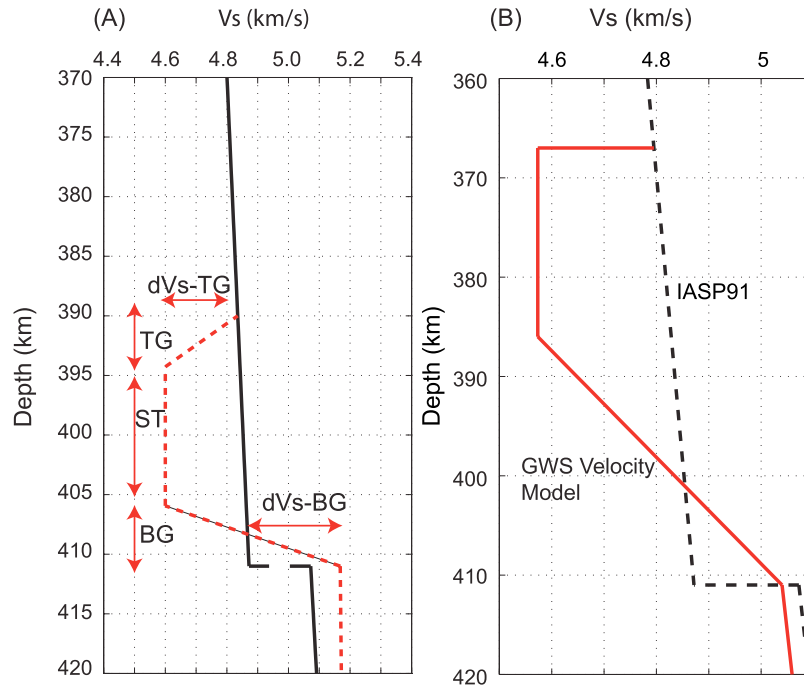 (A) Vs (km/s)
4.4 4.6 4.8 5.0 5.2 5.4
370
375
380
385
390
395
400
405
410
415
420
Depth (km)
dVs-TG
TG
ST
dVs-BG
BG
(B) Vs (km/s)
4.6 4.8 5
360
370
380
390
400
410
420
Depth (km)
IASP91
GWS Velocity
Model